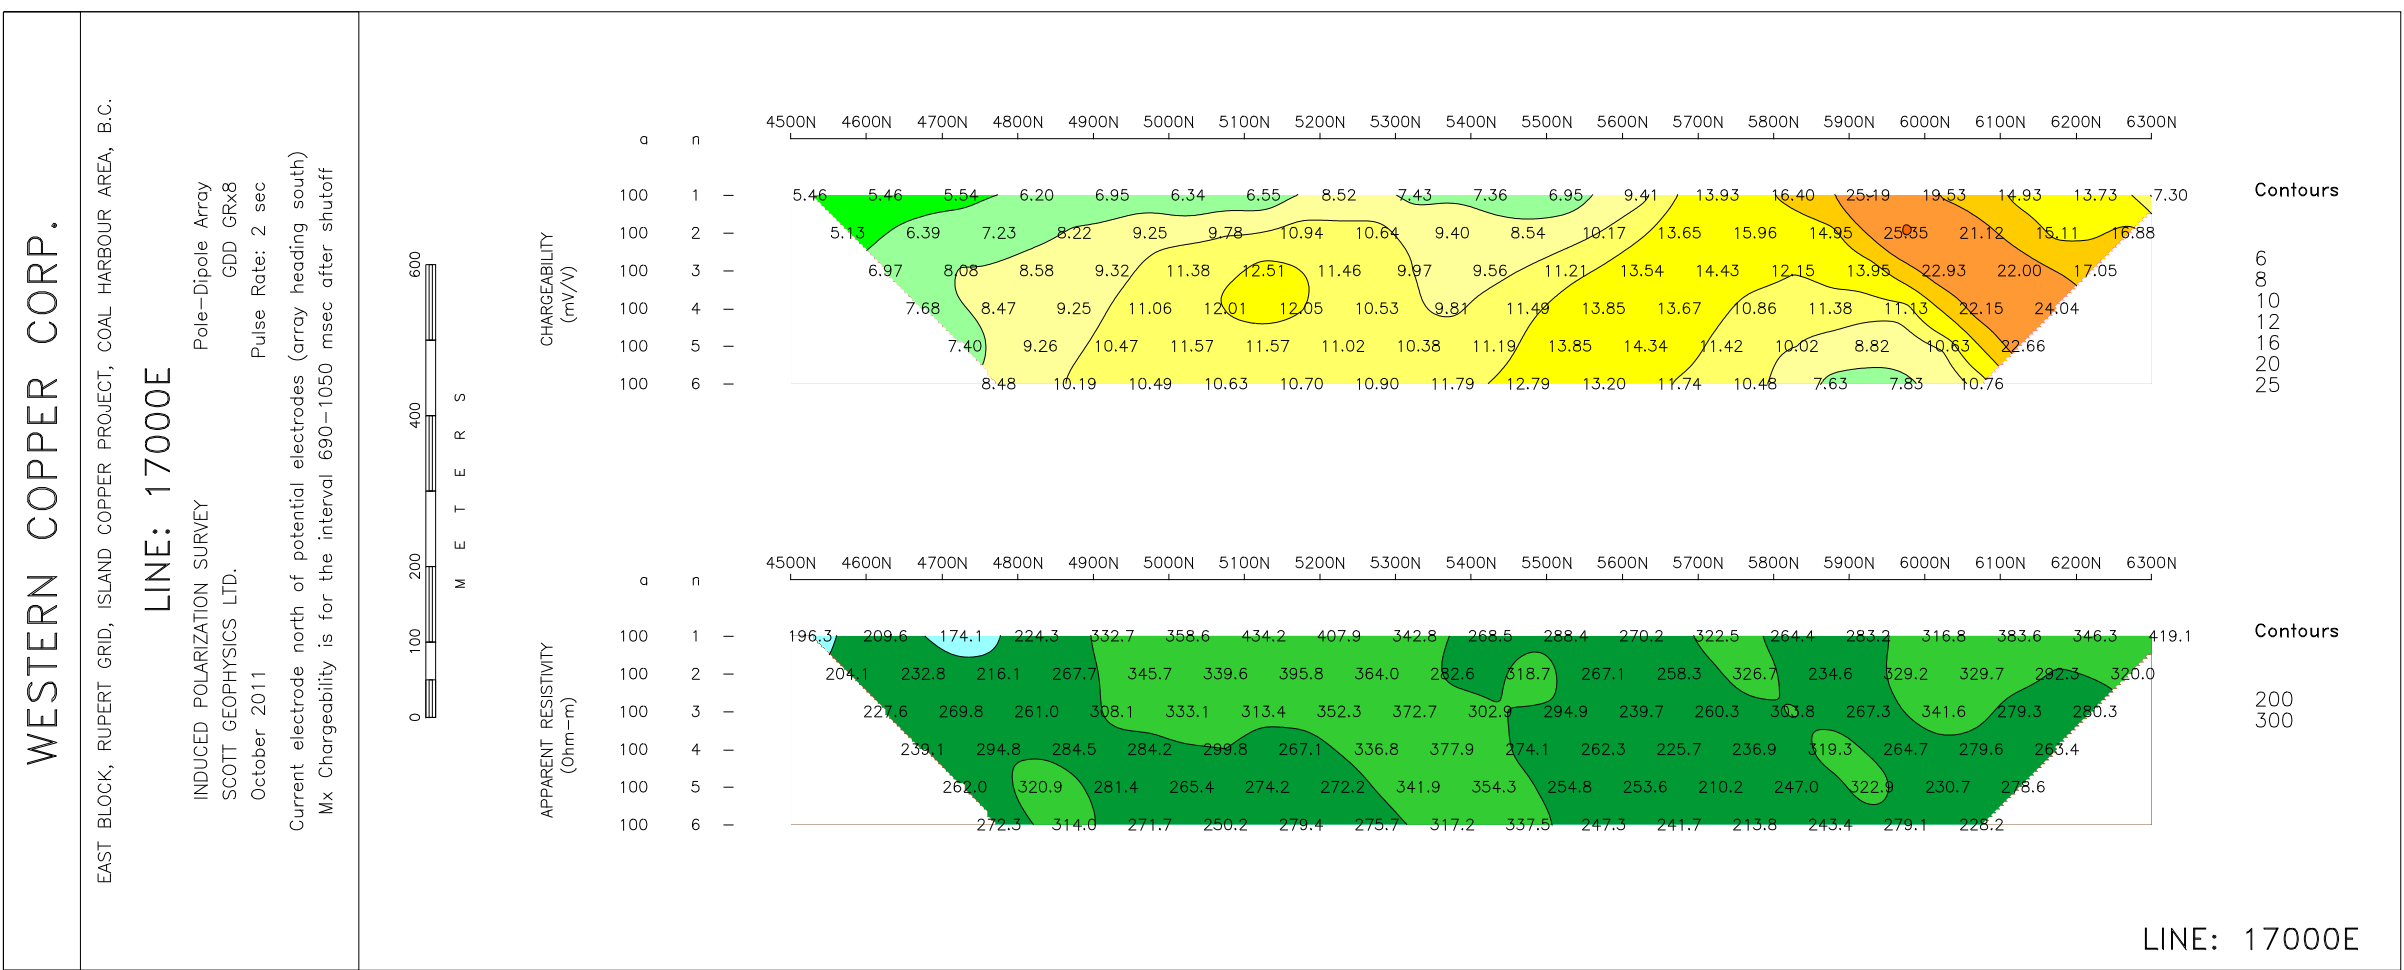 WESTERN COPPER CORP.
EAST BLOCK, RUPERT GRID, ISLAND COPPER PROJECT, COAL HARBOUR AREA, B.C.
LINE: 17000E
INDUCED POLARIZATION SURVEY Pole-Dipole Array
SCOTT GEOPHYSICS LTD. GDD GRx8
October 2011 Pulse Rate: 2 sec
Current electrode north of potential electrodes (array heading south)
Mx Chargeability is for the interval 690-1050 msec after shutoff
0 100 200 400 600
METERS
4500N 4600N 4700N 4800N 4900N 5000N 5100N 5200N 5300N 5400N 5500N 5600N 5700N 5800N 5900N 6000N 6100N 6200N 6300N
a n
CHARGEABILITY
(mV/V)
100 1 – 5.46 5.46 5.54 6.20 6.95 6.34 6.55 8.52 7.43 7.36 6.95 9.41 13.93 16.40 25.19 19.53 14.93 13.73 7.30
100 2 – 5.13 6.39 7.23 8.22 9.25 9.78 10.94 10.64 9.40 8.54 10.17 13.65 15.96 14.95 25.35 21.12 15.11 16.88
100 3 – 6.97 8.08 8.58 9.32 11.38 12.51 11.46 9.97 9.56 11.21 13.54 14.43 12.15 13.95 22.93 22.00 17.05
100 4 – 7.68 8.47 9.25 11.06 12.01 12.05 10.53 9.81 11.49 13.85 13.67 10.86 11.38 11.13 22.15 24.04
100 5 – 7.40 9.26 10.47 11.57 11.57 11.02 10.38 11.19 13.85 14.34 11.42 10.02 8.82 10.63 22.66
100 6 – 8.48 10.19 10.49 10.63 10.70 10.90 11.79 12.79 13.20 11.74 10.48 7.63 7.83 10.76
Contours
6
8
10
12
16
20
25
4500N 4600N 4700N 4800N 4900N 5000N 5100N 5200N 5300N 5400N 5500N 5600N 5700N 5800N 5900N 6000N 6100N 6200N 6300N
a n
APPARENT RESISTIVITY
(Ohm-m)
100 1 – 196.3 209.6 174.1 224.3 332.7 358.6 434.2 407.9 342.8 268.5 288.4 270.2 322.5 264.4 283.2 316.8 383.6 346.3 419.1
100 2 – 204.1 232.8 216.1 267.7 345.7 339.6 395.8 364.0 282.6 318.7 267.1 258.3 326.7 234.6 329.2 329.7 292.3 320.0
100 3 – 227.6 269.8 261.0 308.1 333.1 313.4 352.3 372.7 302.9 294.9 239.7 260.3 303.8 267.3 341.6 279.3 280.3
100 4 – 239.1 294.8 284.5 284.2 299.8 267.1 336.8 377.9 274.1 262.3 225.7 236.9 319.3 264.7 279.6 263.4
100 5 – 262.0 320.9 281.4 265.4 274.2 272.2 341.9 354.3 254.8 253.6 210.2 247.0 322.9 230.7 278.6
100 6 – 272.3 314.0 271.7 250.2 279.4 275.7 317.2 337.5 247.3 241.7 213.8 243.4 279.1 228.2
Contours
200
300
LINE: 17000E